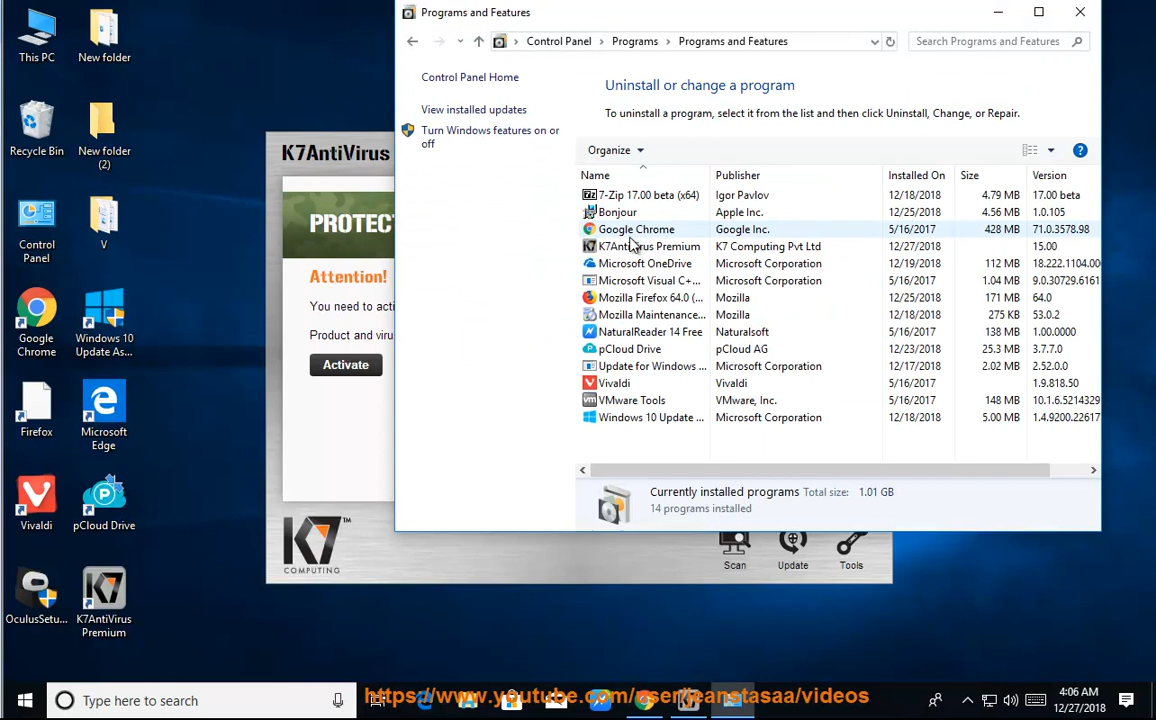 This PC
New folder
Recycle Bin
New folder
(2)
Control
Panel
V
Google
Chrome
Windows 10
Update As...
Firefox
Microsoft
Edge
Vivaldi
pCloud Drive
OculusSetu...
K7AntiVirus
Premium
K7AntiVirus
PROTECT
Attention!
You need to acti
Product and viru
Activate
K7
COMPUTING
TM
Scan
Update
Tools
Programs and Features
Control Panel > Programs > Programs and Features
Search Programs and Features
Control Panel Home
View installed updates
Turn Windows features on or
off
Uninstall or change a program
To uninstall a program, select it from the list and then click Uninstall, Change, or Repair.
Organize
Name Publisher Installed On Size Version
7-Zip 17.00 beta (x64) Igor Pavlov 12/18/2018 4.79 MB 17.00 beta
Bonjour Apple Inc. 12/25/2018 4.56 MB 1.0.105
Google Chrome Google Inc. 5/16/2017 428 MB 71.0.3578.98
K7AntiVirus Premium K7 Computing Pvt Ltd 12/27/2018 15.00
Microsoft OneDrive Microsoft Corporation 12/19/2018 112 MB 18.222.1104.00
Microsoft Visual C+... Microsoft Corporation 5/16/2017 1.04 MB 9.0.30729.6161
Mozilla Firefox 64.0 (... Mozilla 12/25/2018 171 MB 64.0
Mozilla Maintenance... Mozilla 12/18/2018 275 KB 53.0.2
NaturalReader 14 Free Naturalsoft 5/16/2017 138 MB 1.00.0000
pCloud Drive pCloud AG 12/23/2018 25.3 MB 3.7.7.0
Update for Windows ... Microsoft Corporation 12/17/2018 2.02 MB 2.52.0.0
Vivaldi Vivaldi 5/16/2017 1.9.818.50
VMware Tools VMware, Inc. 5/16/2017 148 MB 10.1.6.5214329
Windows 10 Update ... Microsoft Corporation 12/18/2018 5.00 MB 1.4.9200.22617
Currently installed programs Total size: 1.01 GB
14 programs installed
Type here to search
4:06 AM
12/27/2018